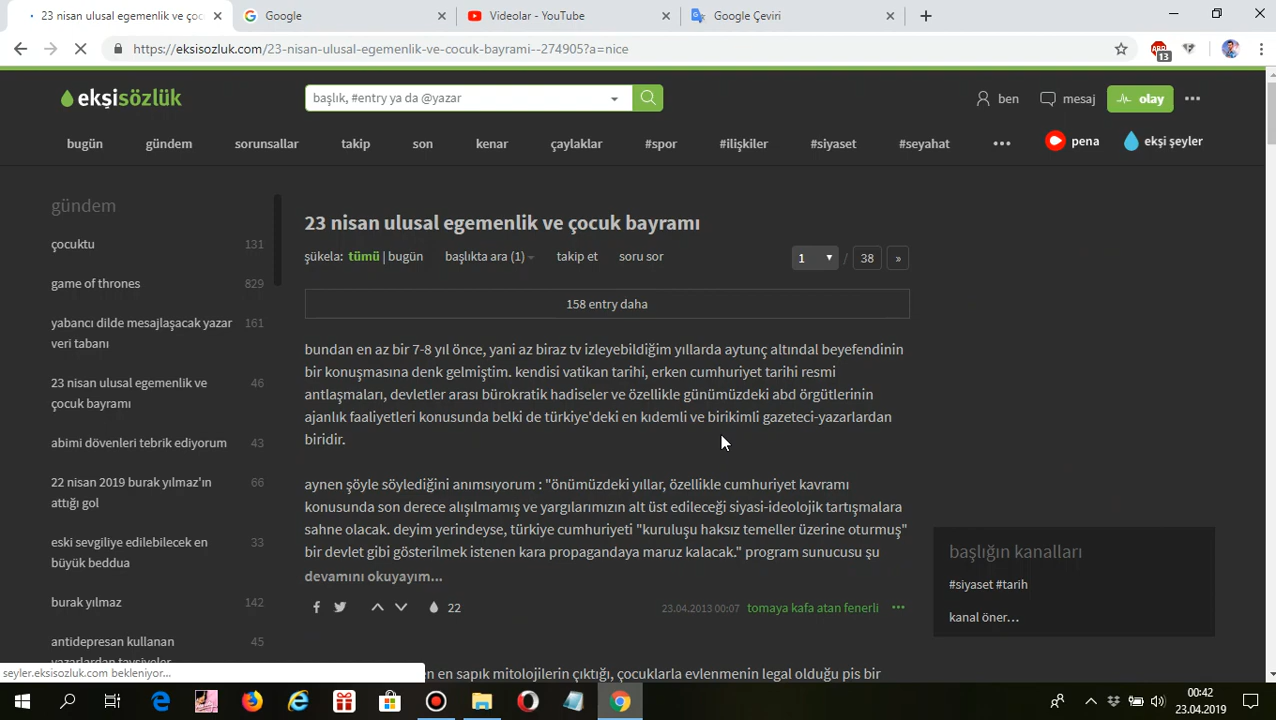 23 nisan ulusal egemenlik ve çoc
Google
Videolar - YouTube
Google Çeviri
https://eksisozluk.com/23-nisan-ulusal-egemenlik-ve-cocuk-bayrami--274905?a=nice
13
ekşisözlük
başlık, #entry ya da @yazar
ben
mesaj
olay
bugün
gündem
sorunsallar
takip
son
kenar
çaylaklar
#spor
#ilişkiler
#siyaset
#seyahat
pena
ekşi şeyler
gündem
çocuktu 131
game of thrones 829
yabancı dilde mesajlaşacak yazar 161
veri tabanı
23 nisan ulusal egemenlik ve 46
çocuk bayramı
abimi dövenleri tebrik ediyorum 43
22 nisan 2019 burak yılmaz'ın 66
attığı gol
eski sevgiliye edilebilecek en 33
büyük beddua
burak yılmaz 142
antidepresan kullanan 45
yazarlardan tavsiyeler
23 nisan ulusal egemenlik ve çocuk bayramı
şükela: tümü | bugün başlıkta ara (1) takip et soru sor
1 / 38 »
158 entry daha
bundan en az bir 7-8 yıl önce, yani az biraz tv izleyebildiğim yıllarda aytunç altındal beyefendinin
bir konuşmasına denk gelmiştim. kendisi vatikan tarihi, erken cumhuriyet tarihi resmi
antlaşmaları, devletler arası bürokratik hadiseler ve özellikle günümüzdeki abd örgütlerinin
ajanlık faaliyetleri konusunda belki de türkiye'deki en kıdemli ve birikimli gazeteci-yazarlardan
biridir.
aynen şöyle söylediğini anımsıyorum : "önümüzdeki yıllar, özellikle cumhuriyet kavramı
konusunda son derece alışılmamış ve yargılarımızın alt üst edileceği siyasi-ideolojik tartışmalara
sahne olacak. deyim yerindeyse, türkiye cumhuriyeti "kuruluşu haksız temeller üzerine oturmuş"
bir devlet gibi gösterilmek istenen kara propagandaya maruz kalacak." program sunucusu şu
devamını okuyayım...
22
23.04.2013 00:07 tomaya kafa atan fenerli
en sapık mitolojilerin çıktığı, çocuklarla evlenmenin legal olduğu pis bir
başlığın kanalları
#siyaset #tarih
kanal öner...
seyler.eksisozluk.com bekleniyor...
00:42
23.04.2019